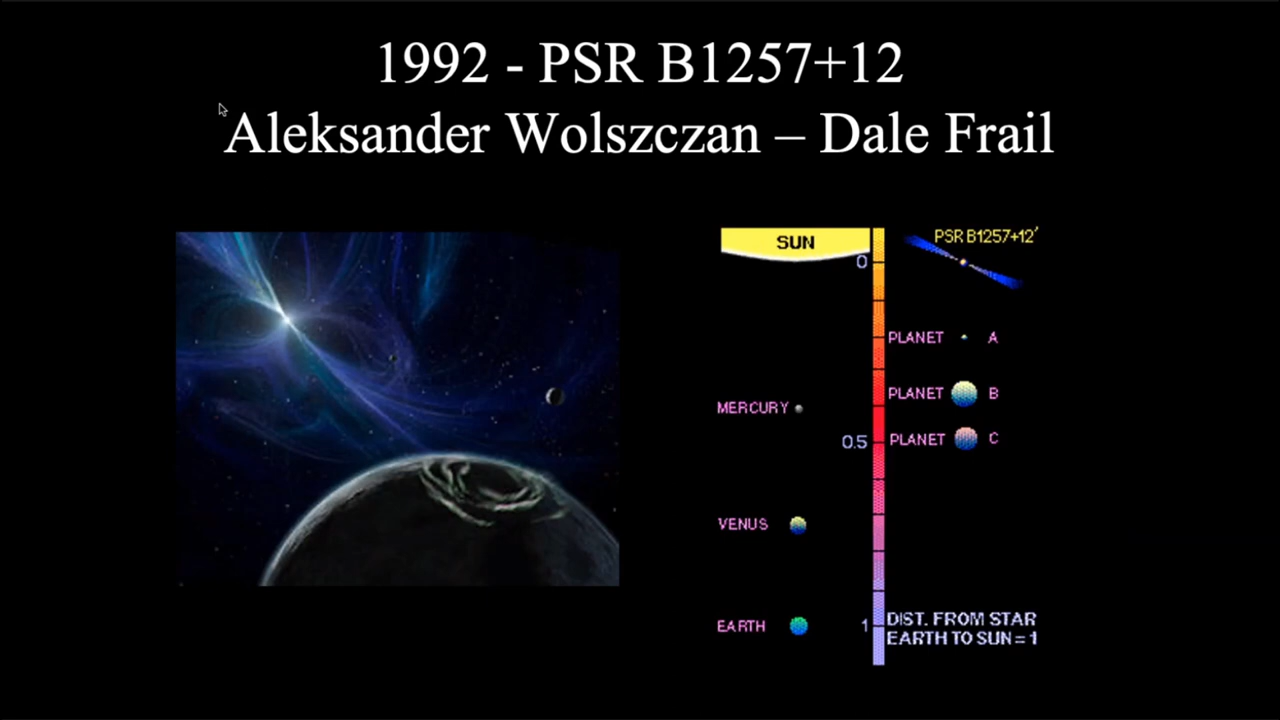 1992 - PSR B1257+12
Aleksander Wolszczan – Dale Frail
SUN
PSR B1257+12'
0
PLANET A
PLANET B
MERCURY
PLANET C
0.5
VENUS
EARTH
1
DIST. FROM STAR
EARTH TO SUN = 1